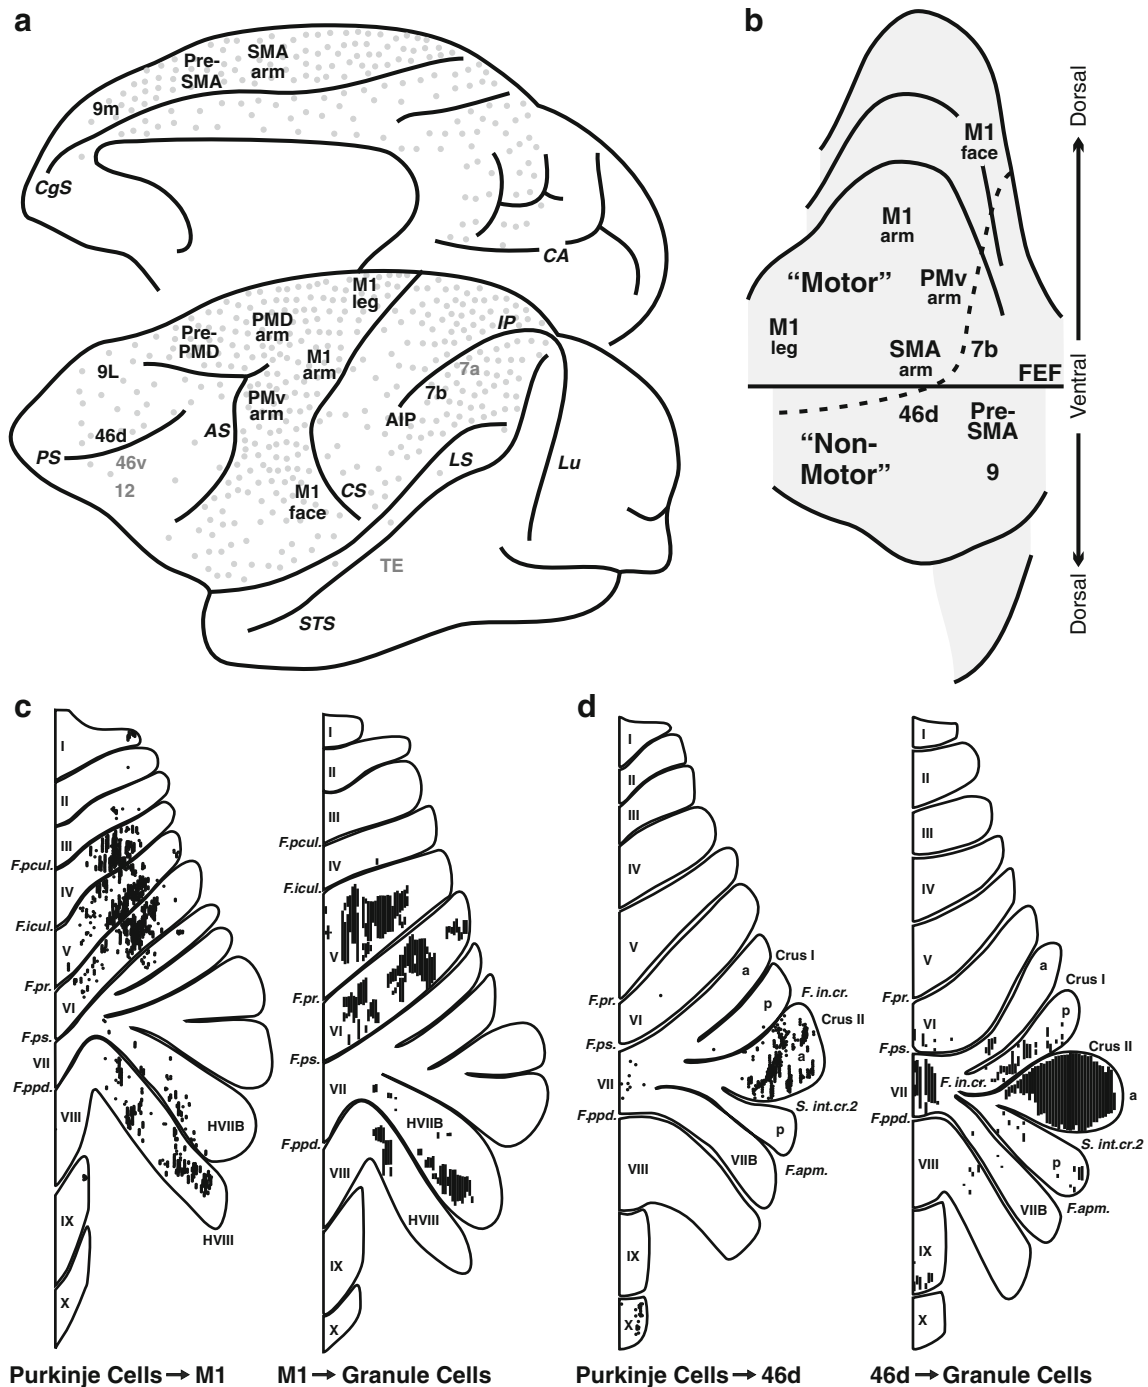 a
SMA
arm
Pre-
SMA
9m
CgS
CA
M1
leg
PMD
arm
Pre-
PMD
IP
M1
arm
9L
7a
7b
PMv
arm
AIP
46d
AS
PS
46v
LS
Lu
12
M1
face
CS
TE
STS
b
Dorsal
M1
face
M1
arm
“Motor”
PMv
arm
M1
leg
SMA
arm
7b
FEF
Ventral
46d
Pre-
SMA
“Non-
Motor”
9
Dorsal
c
I
II
III
F.pcul.
IV
F.icul.
V
F.pr.
VI
F.ps.
VII
F.ppd.
VIII
HVIIB
IX
HVIII
X
Purkinje Cells → M1
I
II
III
F.pcul.
IV
F.icul.
V
F.pr.
VI
F.ps.
VII
HVIIB
F.ppd.
VIII
HVIII
IX
X
M1 → Granule Cells
d
I
II
III
IV
V
Crus I
a
F.pr.
p
F. in.cr.
VI
Crus II
F.ps.
a
VII
S. int.cr.2
F.ppd.
p
VIIB
F.apm.
VIII
IX
X
Purkinje Cells → 46d
I
II
III
IV
V
a
Crus I
F.pr.
p
VI
F.ps.
Crus II
F. in.cr.
VII
a
F.ppd.
S. int.cr.2
VIII
p
VIIB
F.apm.
IX
X
46d → Granule Cells